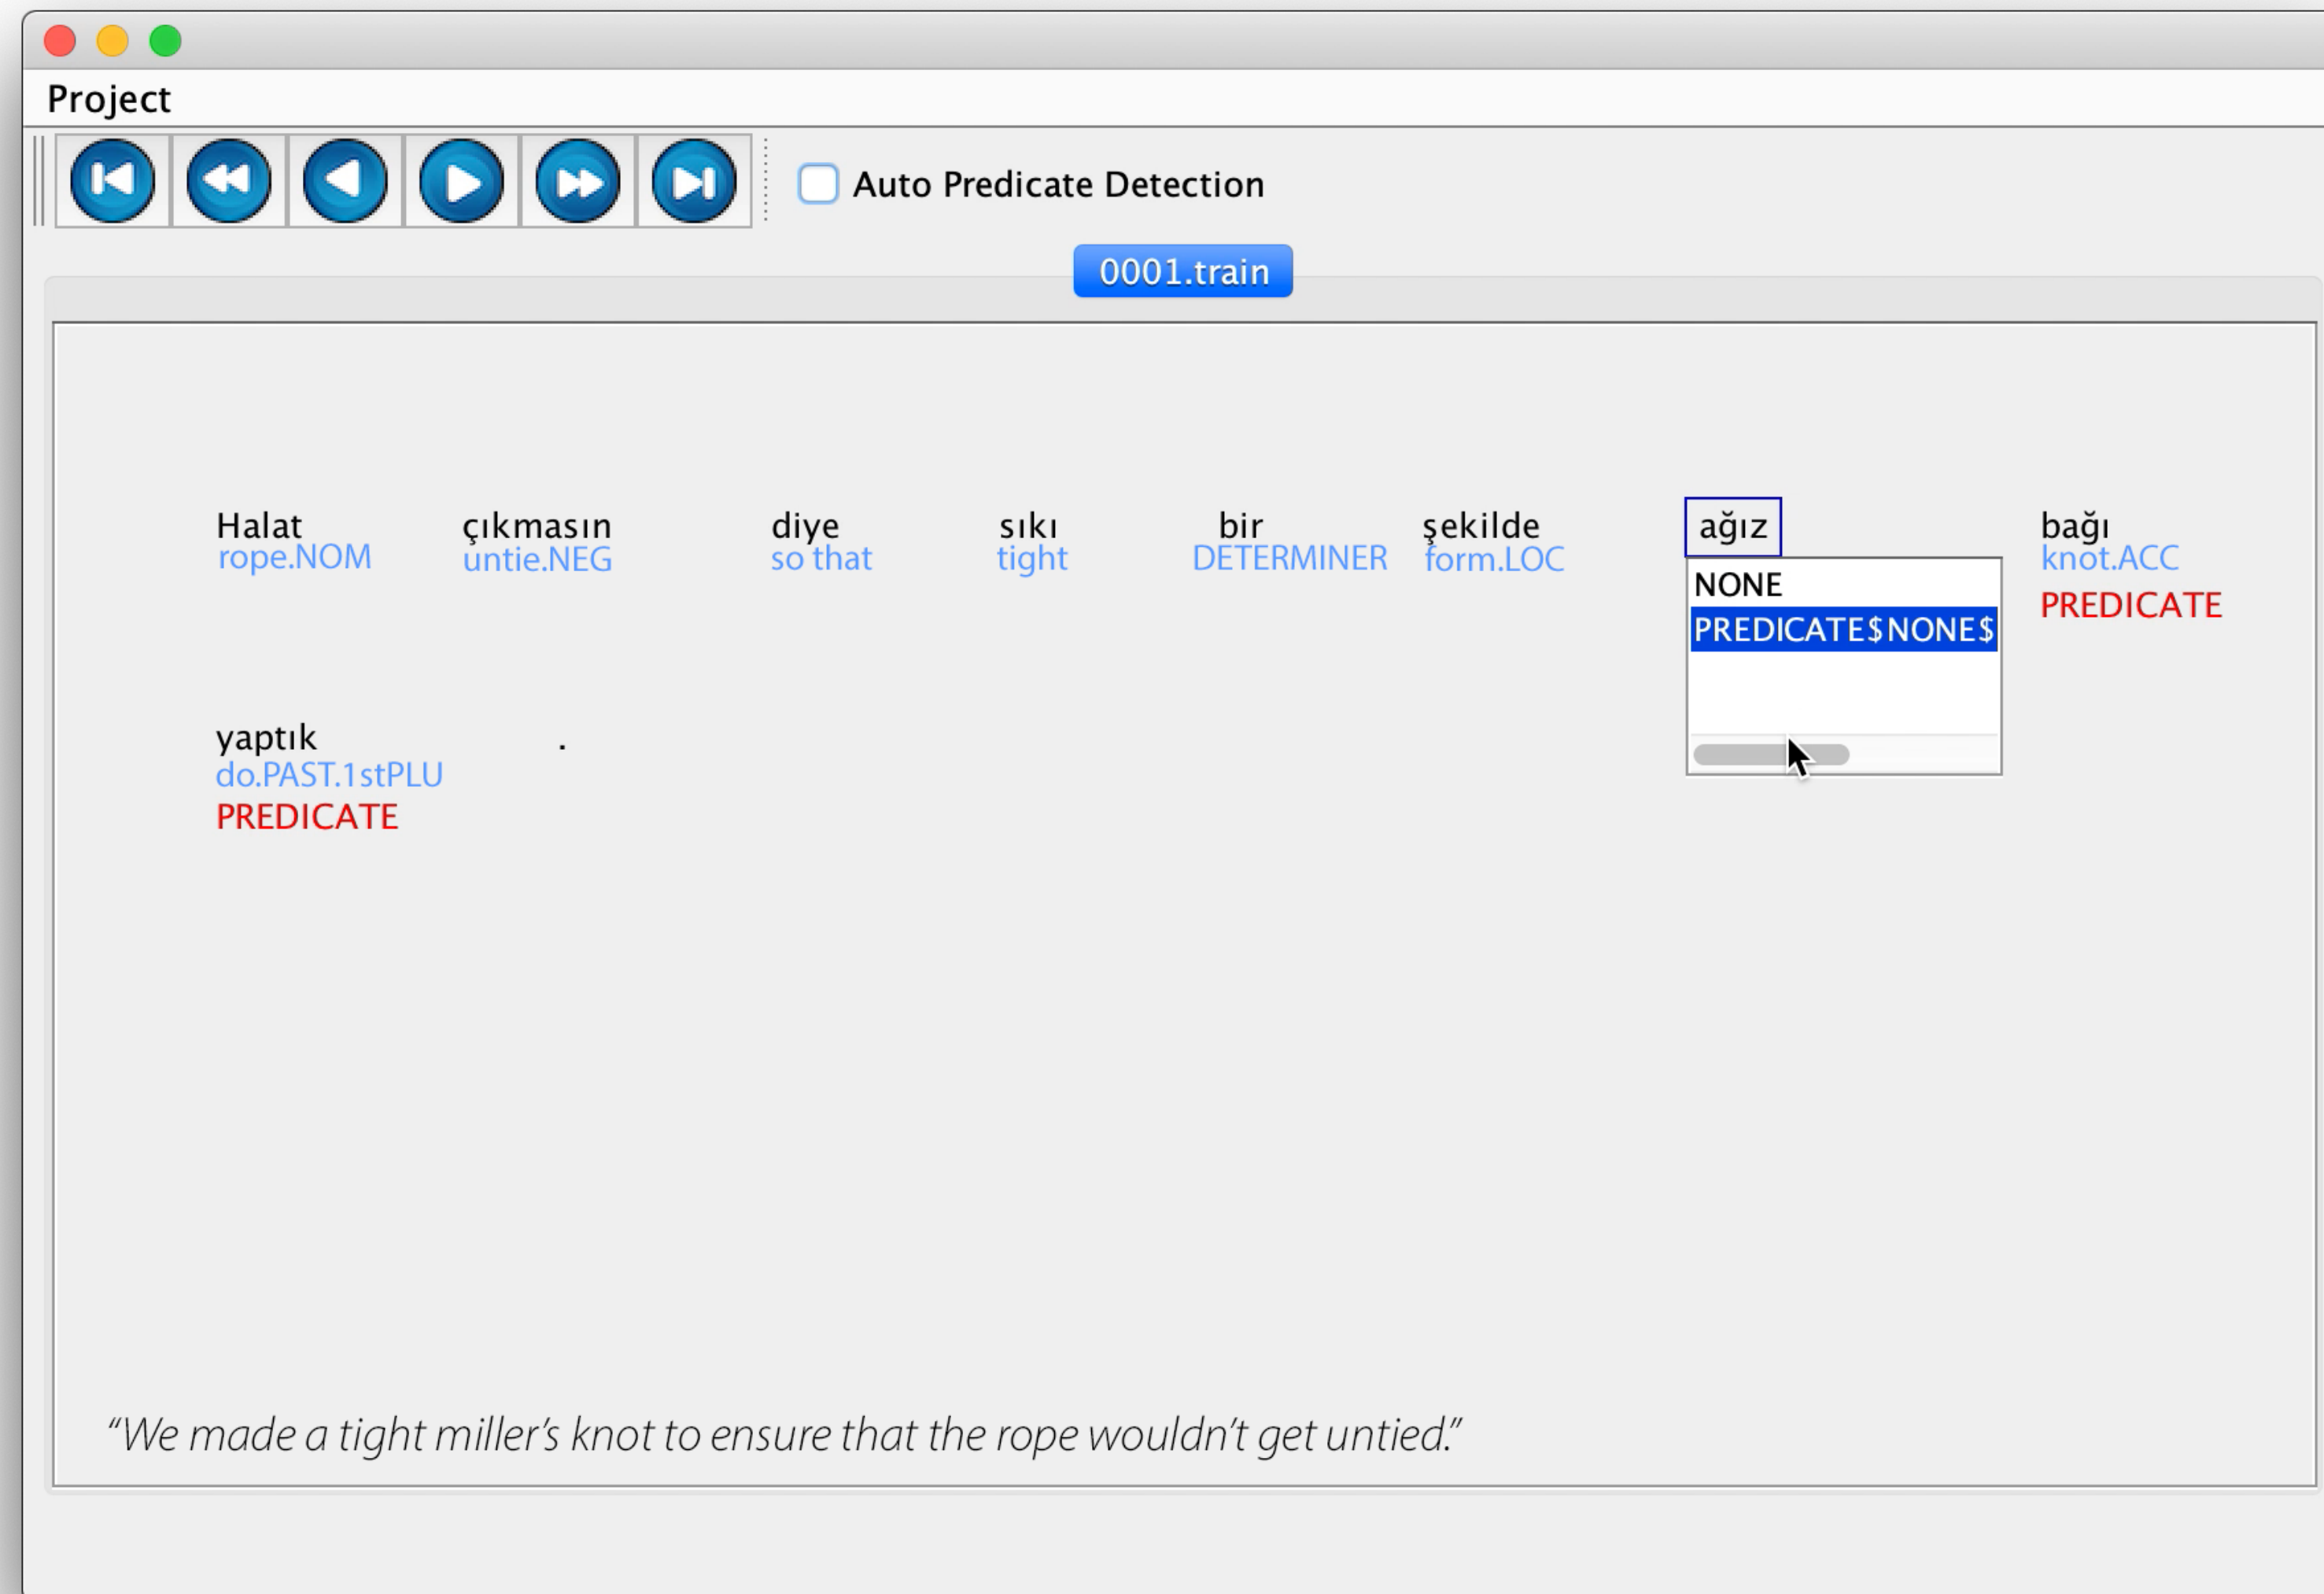 Project
Auto Predicate Detection
0001.train
Halat çıkmasın diye sıkı bir şekilde ağız bağı
rope.NOM untie.NEG so that tight DETERMINER form.LOC knot.ACC
NONE
PREDICATE
PREDICATE$NONE$
yaptık .
do.PAST.1stPLU
PREDICATE
“We made a tight miller’s knot to ensure that the rope wouldn’t get untied.”